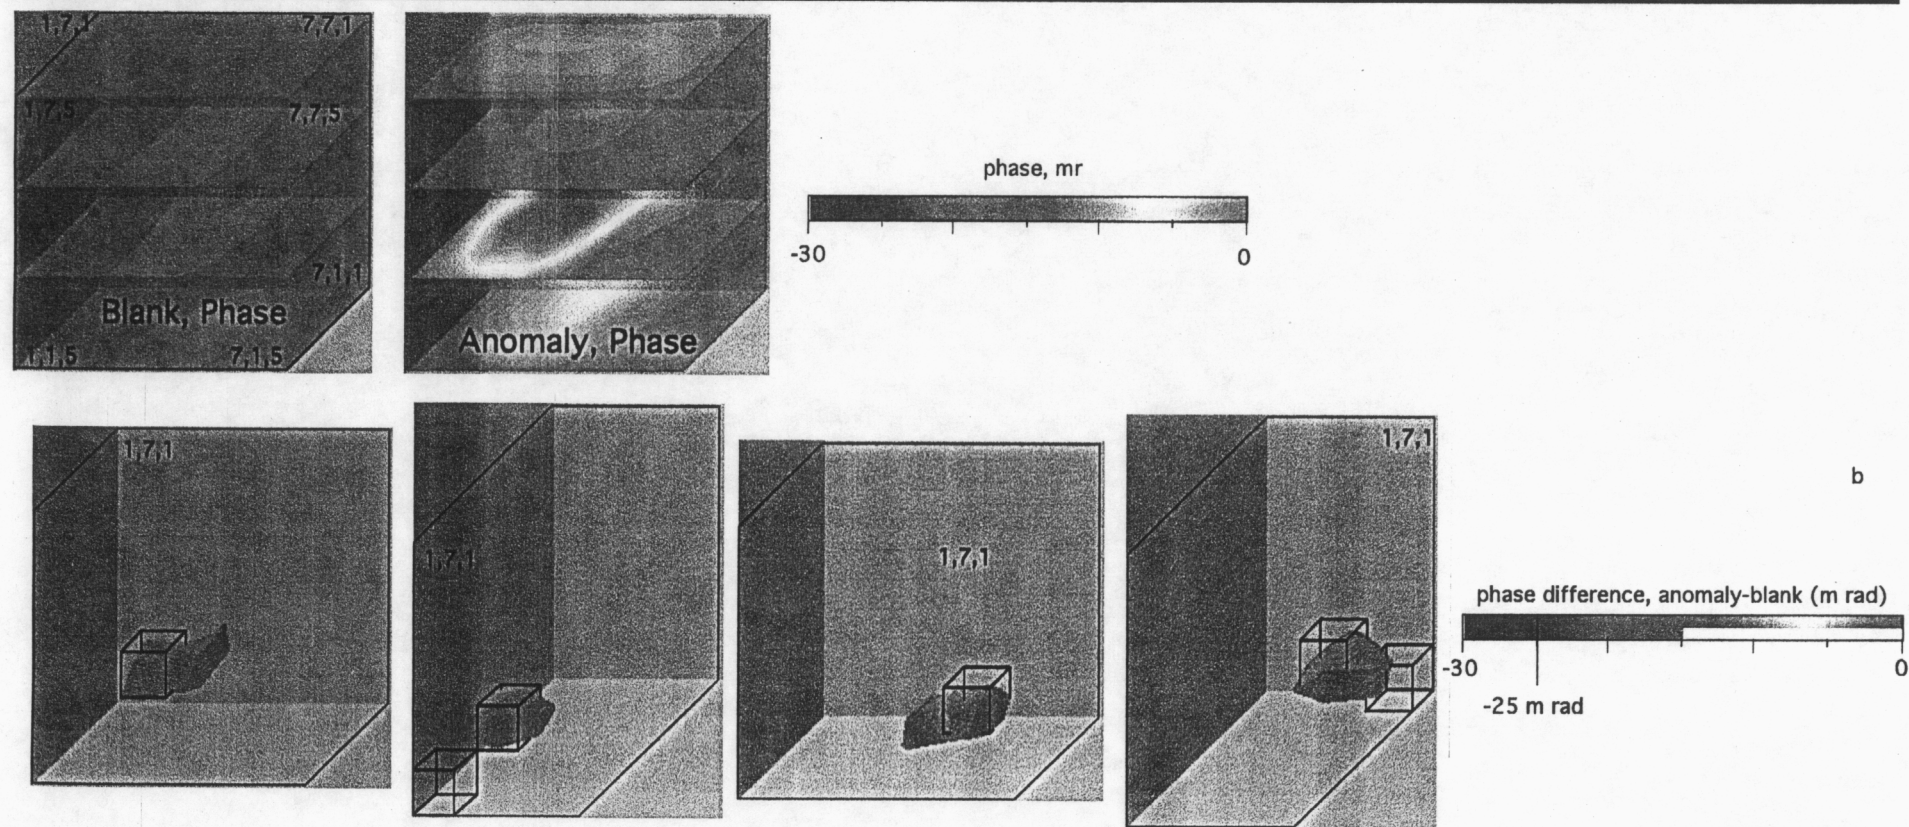 1,7,1
7,7,1
1,7,5
7,7,5
7,1,1
Blank, Phase
1,1,5
7,1,5
Anomaly, Phase
phase, mr
-30
0
1,7,1
1,7,1
1,7,1
1,7,1
b
phase difference, anomaly-blank (m rad)
-30
0
-25 m rad